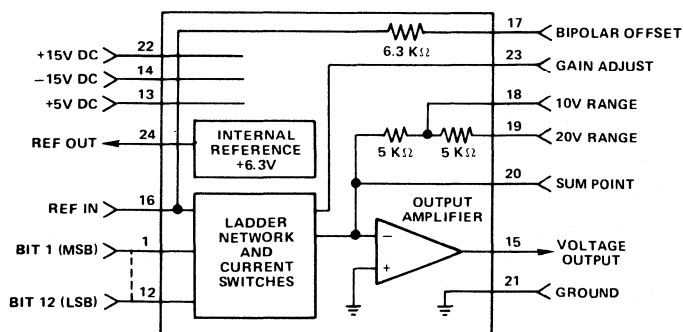 +15V DC 22
−15V DC 14
+5V DC 13
REF OUT 24
REF IN 16
BIT 1 (MSB) 1
BIT 12 (LSB) 12
INTERNAL
REFERENCE
+6.3V
LADDER
NETWORK
AND
CURRENT
SWITCHES
6.3 KΩ
5 KΩ 5 KΩ
OUTPUT
AMPLIFIER
−
+
17 BIPOLAR OFFSET
23 GAIN ADJUST
18 10V RANGE
19 20V RANGE
20 SUM POINT
15 VOLTAGE
OUTPUT
21 GROUND